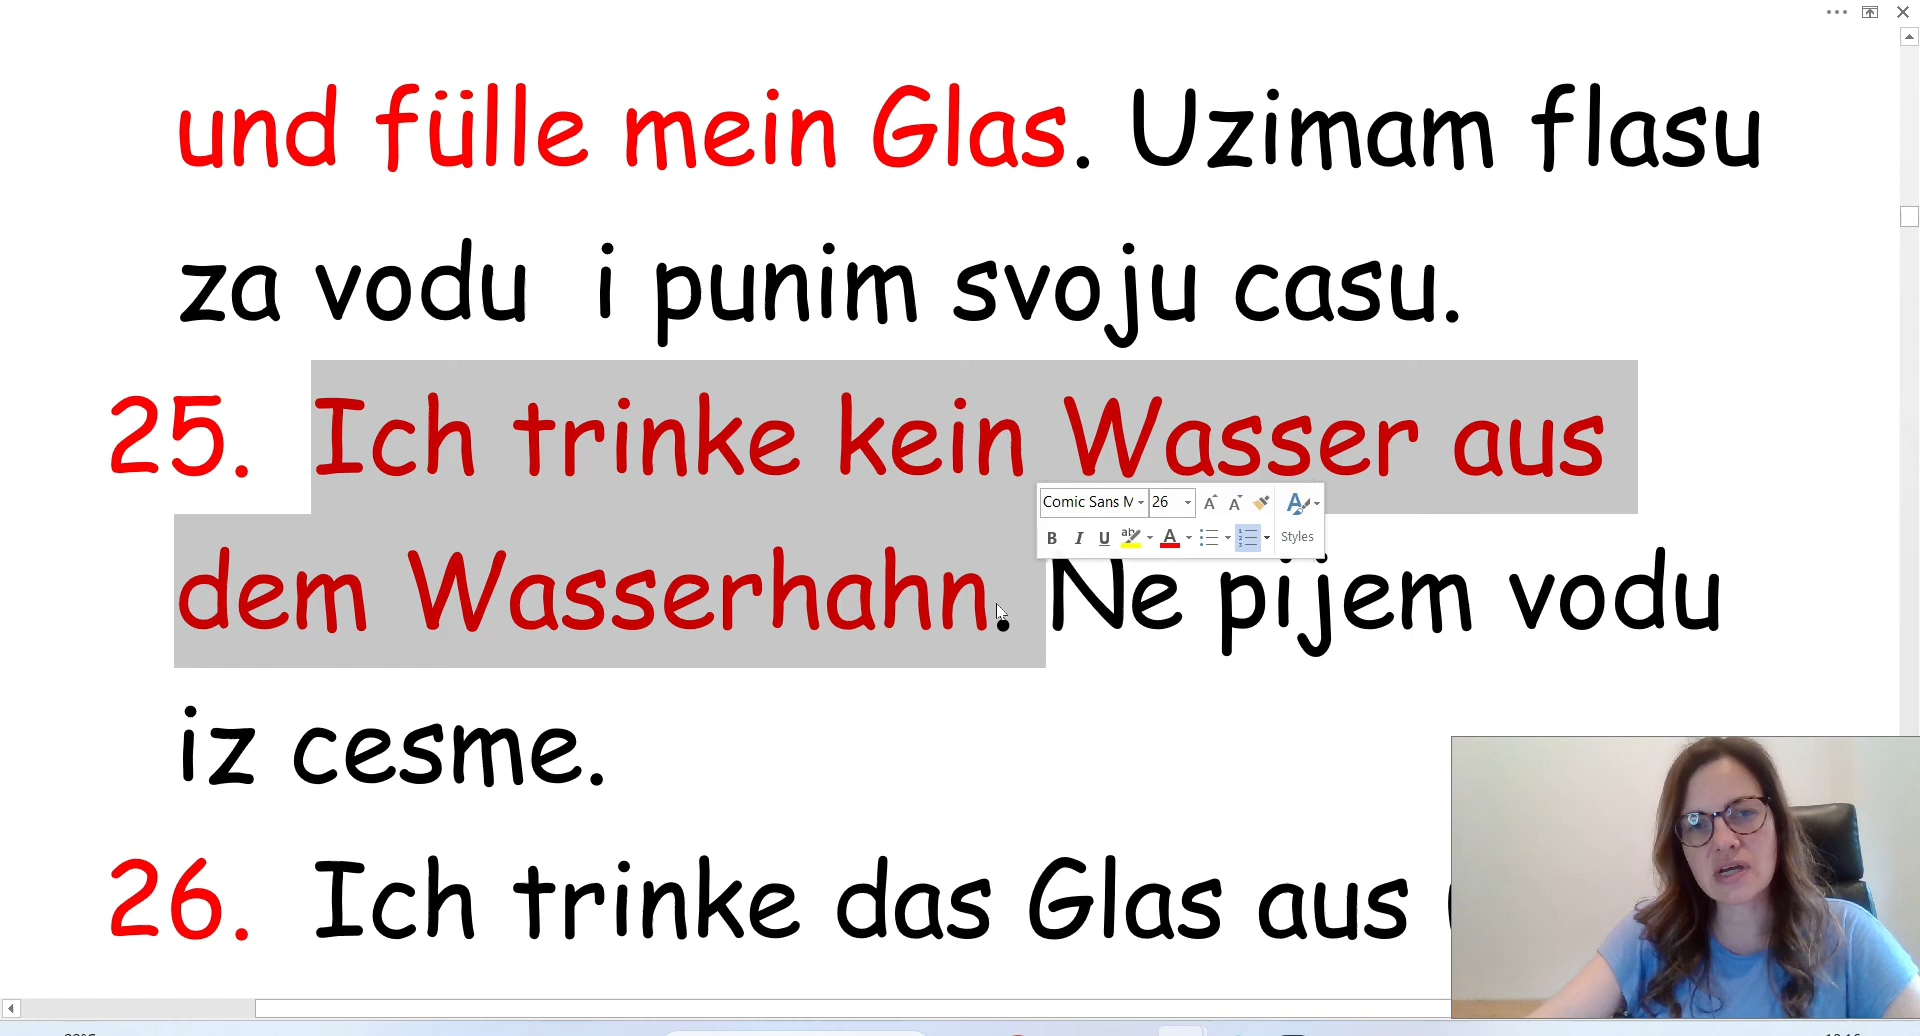 und fülle mein Glas. Uzimam flasu
za vodu i punim svoju casu.
25. Ich trinke kein Wasser aus
dem Wasserhahn. Ne pijem vodu
iz cesme.
26. Ich trinke das Glas aus
Comic Sans M 26
B I U ab A Styles